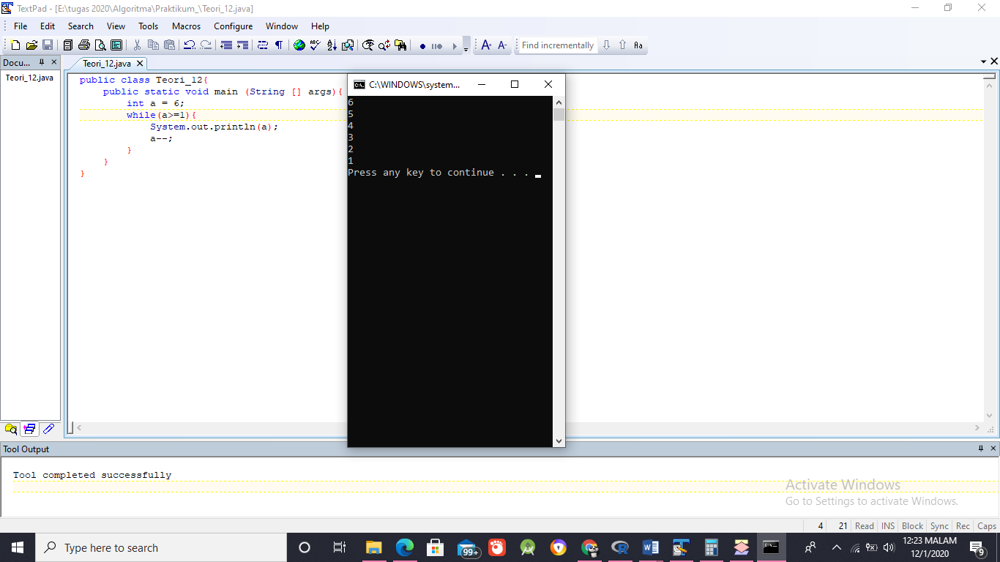 TextPad - [E:\tugas 2020\Algoritma\Praktikum_\Teori_12.java]
File Edit Search View Tools Macros Configure Window Help
Find incrementally
Docu...
Teori_12.java
Teori_12.java
public class Teori_12{
public static void main (String [] args){
int a = 6;
while(a>=1){
System.out.println(a);
a--;
}
}
}
C:\WINDOWS\system...
6
5
4
3
2
1
Press any key to continue . . .
Tool Output
Tool completed successfully
Activate Windows
Go to Settings to activate Windows.
4 21 Read INS Block Sync Rec Caps
Type here to search
99+
12:23 MALAM
12/1/2020
9